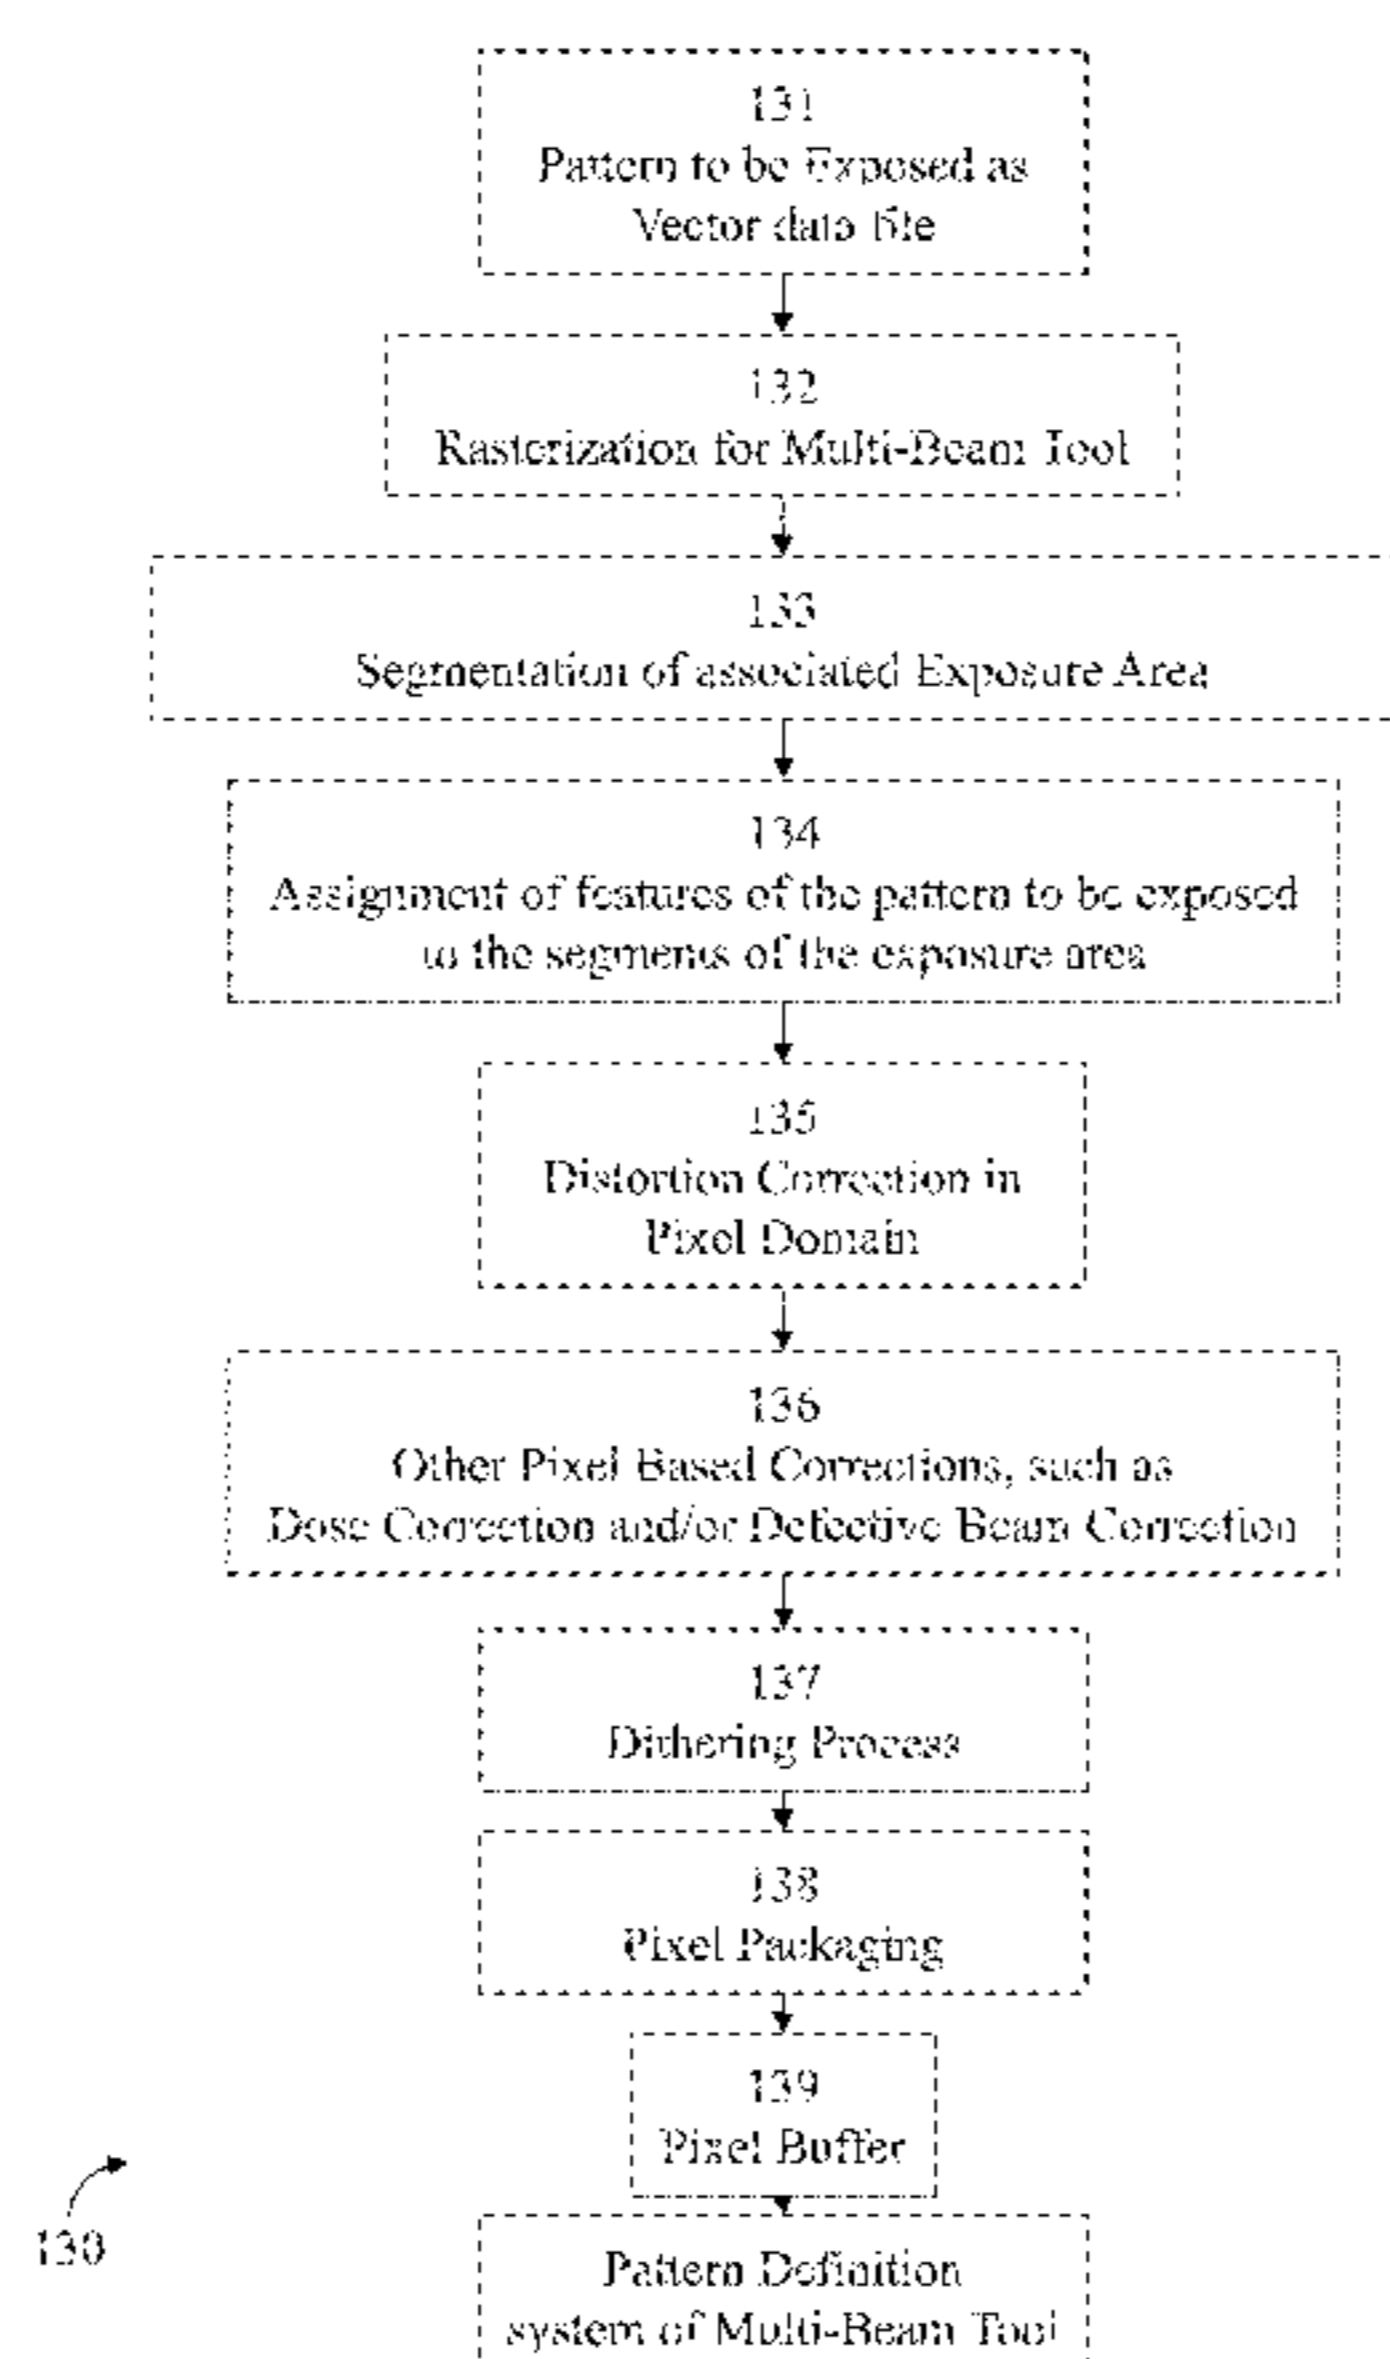 131
Pattern to be Exposed as
Vector data file
132
Rasterization for Multi-Beam Tool
133
Segmentation of associated Exposure Area
134
Assignment of features of the pattern to be exposed
to the segments of the exposure area
135
Distortion Correction in
Pixel Domain
136
Other Pixel Based Corrections, such as
Dose Correction and/or Defective Beam Correction
137
Dithering Process
138
Pixel Packaging
139
Pixel Buffer
130
Pattern Definition
system of Multi-Beam Tool